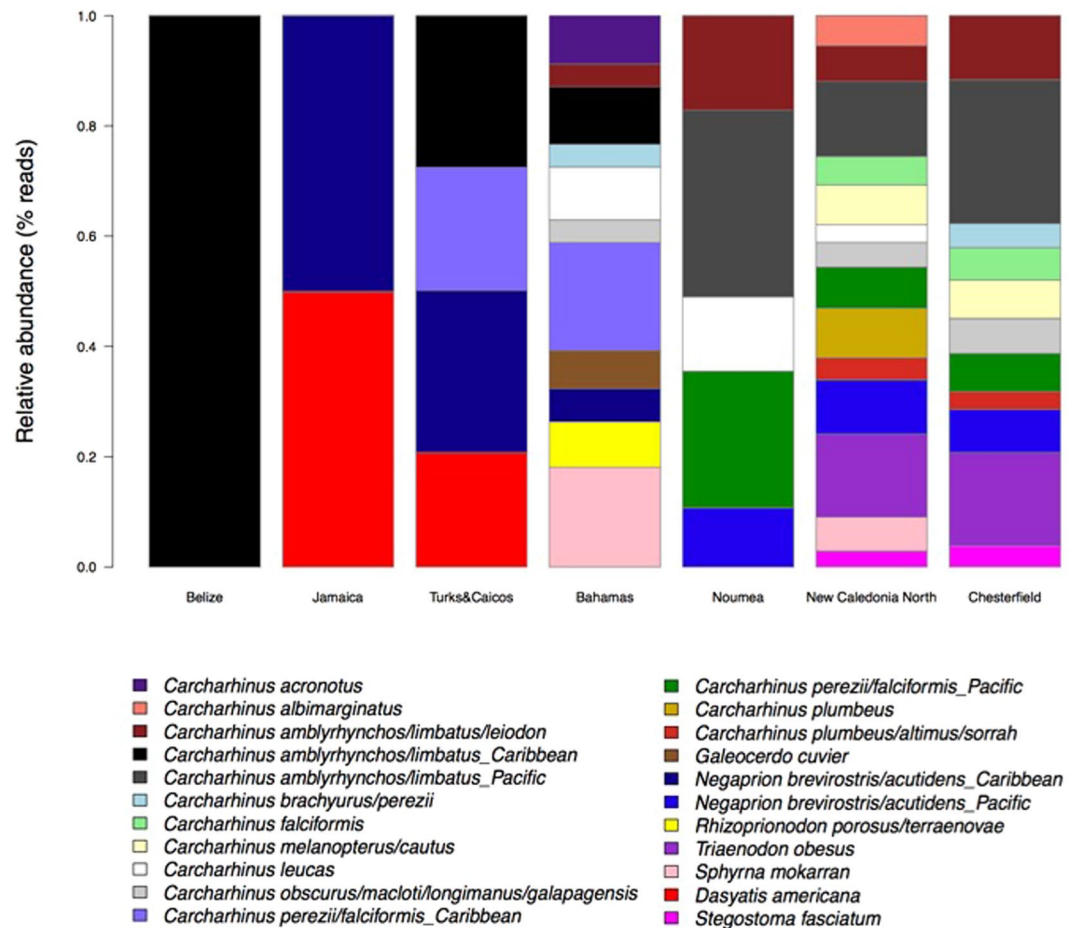 Relative abundance (% reads)
1.0
0.8
0.6
0.4
0.2
0.0
Belize Jamaica Turks&Caicos Bahamas Noumea New Caledonia North Chesterfield
Carcharhinus acronotus
Carcharhinus albimarginatus
Carcharhinus amblyrhynchos/limbatus/leiodon
Carcharhinus amblyrhynchos/limbatus_Caribbean
Carcharhinus amblyrhynchos/limbatus_Pacific
Carcharhinus brachyurus/perezii
Carcharhinus falciformis
Carcharhinus melanopterus/cautus
Carcharhinus leucas
Carcharhinus obscurus/macloti/longimanus/galapagensis
Carcharhinus perezii/falciformis_Caribbean
Carcharhinus perezii/falciformis_Pacific
Carcharhinus plumbeus
Carcharhinus plumbeus/altimus/sorrah
Galeocerdo cuvier
Negaprion brevirostris/acutidens_Caribbean
Negaprion brevirostris/acutidens_Pacific
Rhizoprionodon porosus/terraenovae
Triaenodon obesus
Sphyrna mokarran
Dasyatis americana
Stegostoma fasciatum